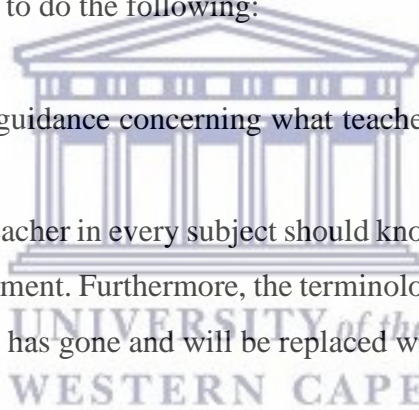 to do the following:
guidance concerning what teache
eacher in every subject should kno
ment. Furthermore, the terminolo
UNIVERSITY of the
has gone and will be replaced w
WESTERN CAPE